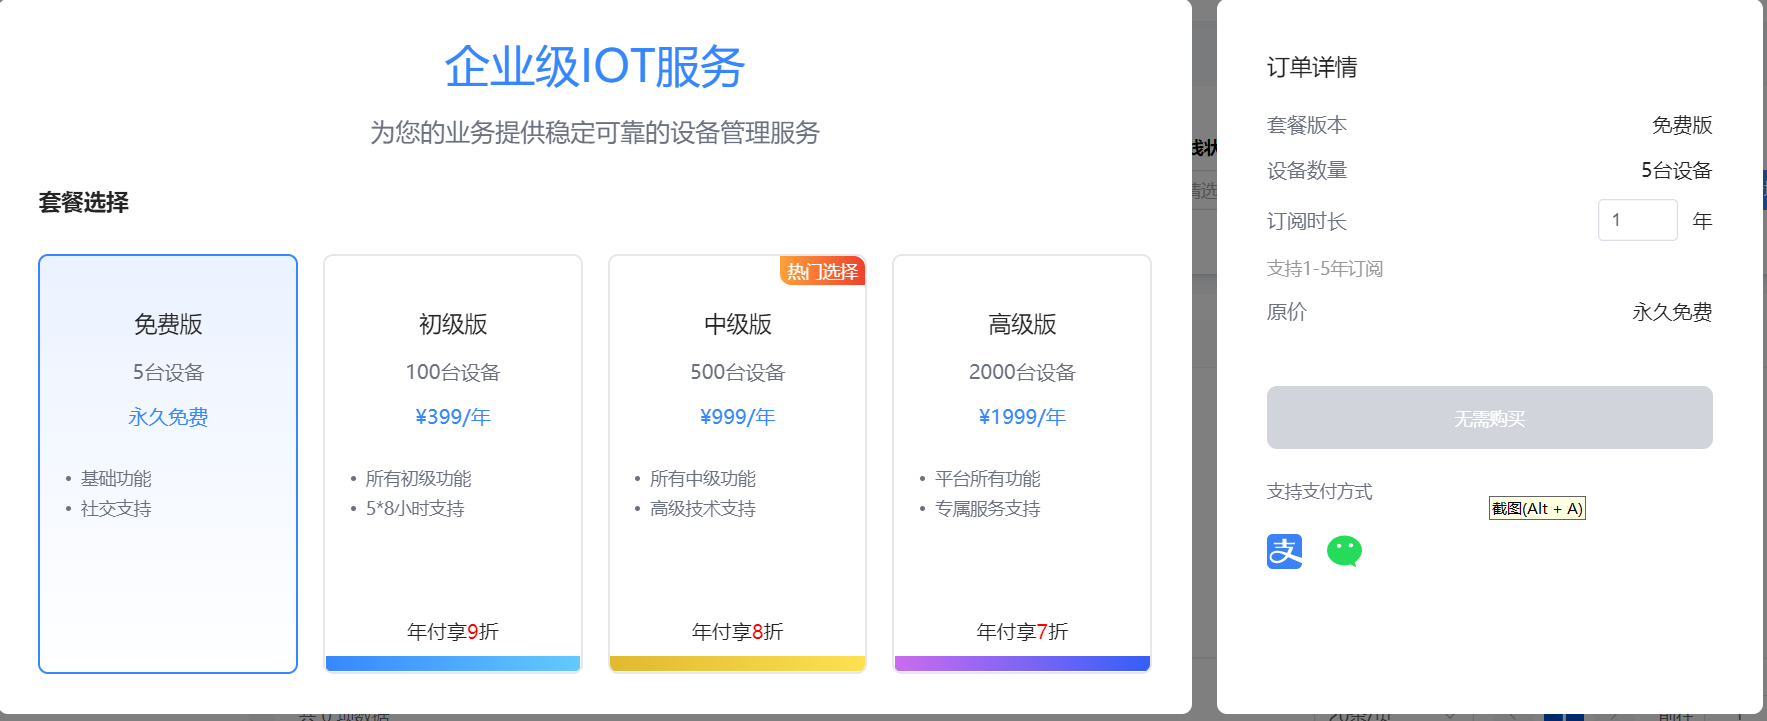 企业级IOT服务
为您的业务提供稳定可靠的设备管理服务
套餐选择
免费版
5台设备
永久免费
• 基础功能
• 社交支持
初级版
100台设备
¥399/年
• 所有初级功能
• 5*8小时支持
年付享9折
热门选择
中级版
500台设备
¥999/年
• 所有中级功能
• 高级技术支持
年付享8折
高级版
2000台设备
¥1999/年
• 平台所有功能
• 专属服务支持
年付享7折
订单详情
套餐版本 免费版
设备数量 5台设备
订阅时长 1 年
支持1-5年订阅
原价 永久免费
无需购买
支持支付方式
截图(Alt + A)
支
线状
请选